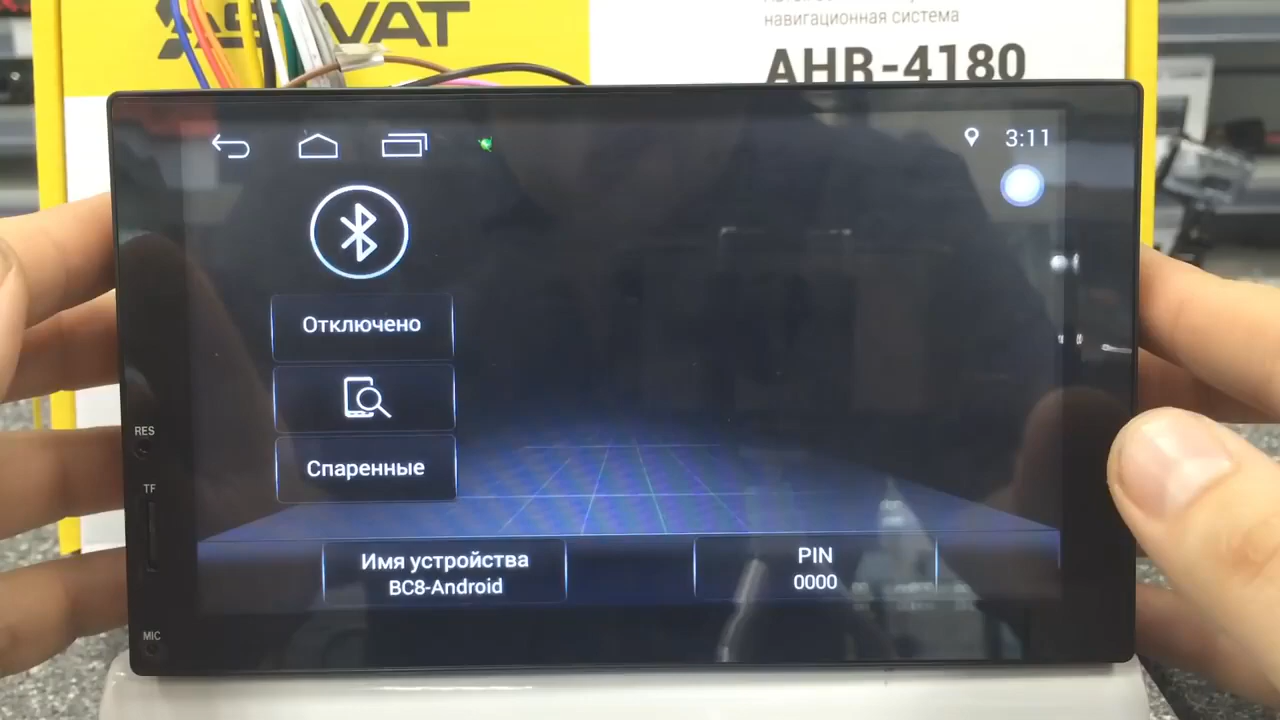 навигационная система
AHR-4180
3:11
Отключено
Спаренные
Имя устройства
BC8-Android
PIN
0000
RES
TF
MIC